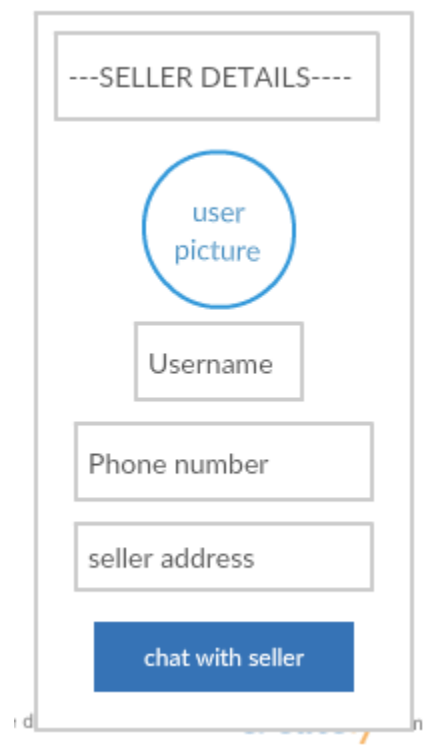 ---SELLER DETAILS----
user
picture
Username
Phone number
seller address
chat with seller